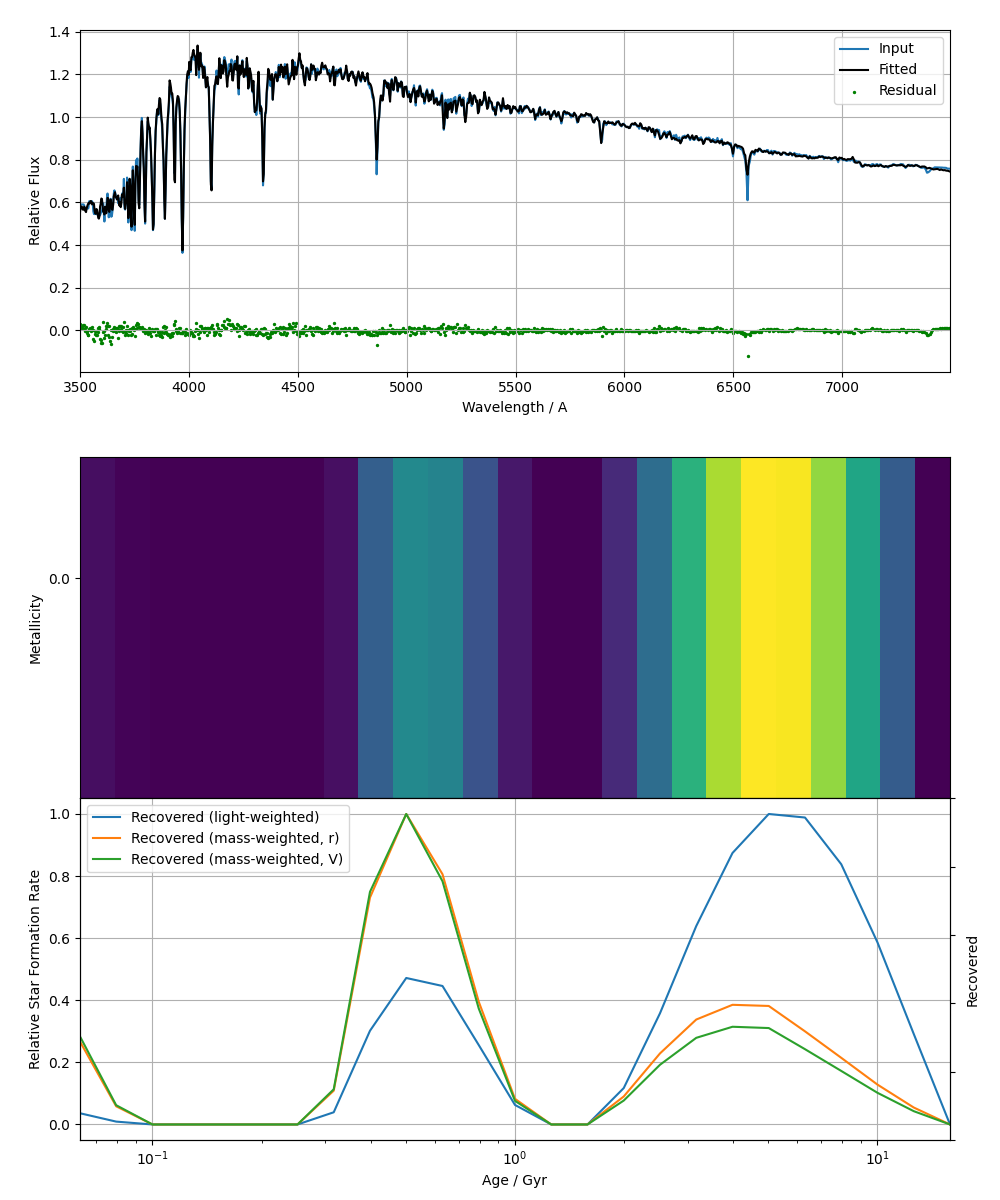 1.4
1.2
1.0
0.8
0.6
0.4
0.2
0.0
Relative Flux
Input
Fitted
Residual
3500 4000 4500 5000 5500 6000 6500 7000
Wavelength / A
0.0
Metallicity
1.0
0.8
0.6
0.4
0.2
0.0
Relative Star Formation Rate
Recovered (light-weighted)
Recovered (mass-weighted, r)
Recovered (mass-weighted, V)
Recovered
10⁻¹ 10⁰ 10¹
Age / Gyr